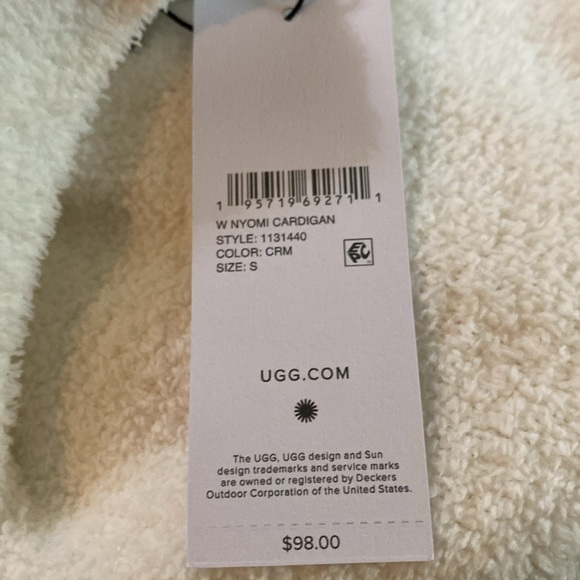 1 95719 69271 1
W NYOMI CARDIGAN
STYLE: 1131440
COLOR: CRM
SIZE: S
EPC
UGG.COM
The UGG, UGG design and Sun
design trademarks and service marks
are owned or registered by Deckers
Outdoor Corporation of the United States.
$98.00